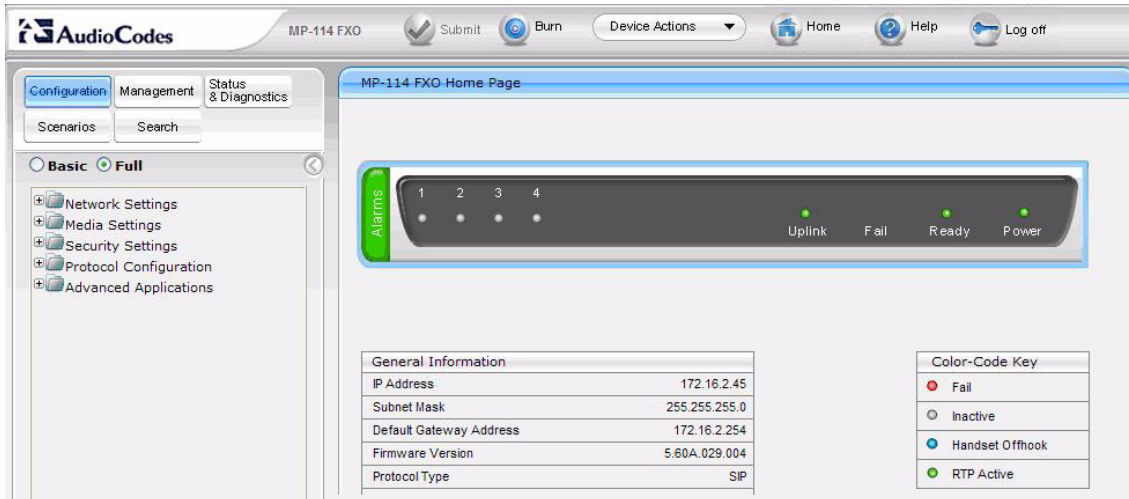 AudioCodes
MP-114 FXO
Submit
Burn
Device Actions
Home
Help
Log off
Configuration
Management
Status
& Diagnostics
Scenarios
Search
Basic
Full
Network Settings
Media Settings
Security Settings
Protocol Configuration
Advanced Applications
MP-114 FXO Home Page
Alarms
1 2 3 4
Uplink Fail Ready Power
General Information
IP Address 172.16.2.45
Subnet Mask 255.255.255.0
Default Gateway Address 172.16.2.254
Firmware Version 5.60A.029.004
Protocol Type SIP
Color-Code Key
Fail
Inactive
Handset Offhook
RTP Active